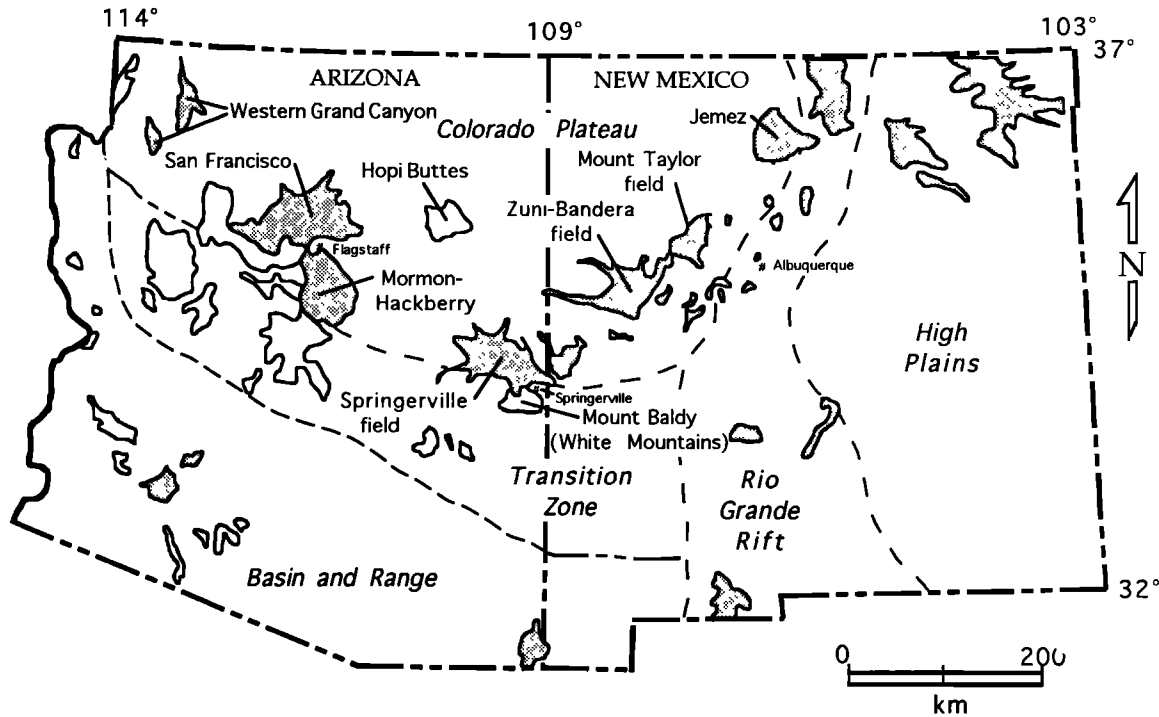 114°
109°
103°
37°
ARIZONA
NEW MEXICO
Western Grand Canyon
Colorado Plateau
Jemez
San Francisco
Hopi Buttes
Mount Taylor
field
Zuni-Bandera
field
Flagstaff
Albuquerque
N
Mormon-
Hackberry
High
Plains
Springerville
field
Springerville
Mount Baldy
(White Mountains)
Transition
Zone
Rio
Grande
Rift
Basin and Range
32°
0
200
km